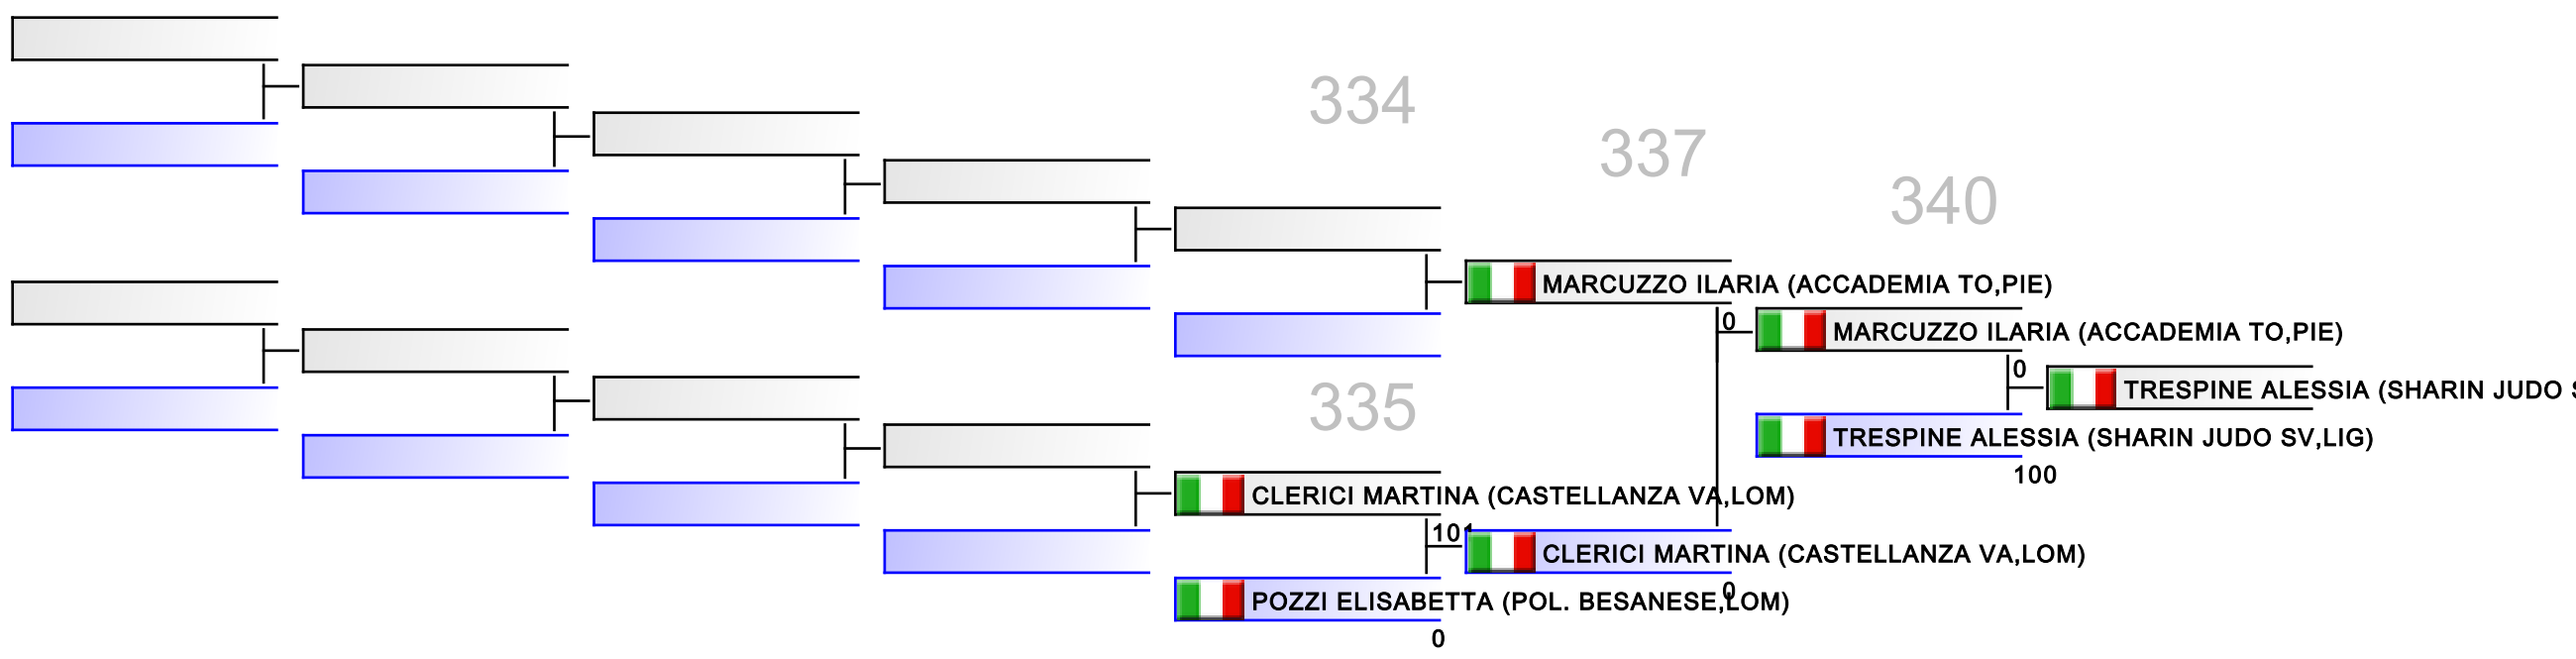 334
337
340
MARCUZZO ILARIA (ACCADEMIA TO,PIE)
0
MARCUZZO ILARIA (ACCADEMIA TO,PIE)
0
TRESPINE ALESSIA (SHARIN JUDO
335
TRESPINE ALESSIA (SHARIN JUDO SV,LIG)
100
CLERICI MARTINA (CASTELLANZA VA,LOM)
101
CLERICI MARTINA (CASTELLANZA VA,LOM)
0
POZZI ELISABETTA (POL. BESANESE,LOM)
0